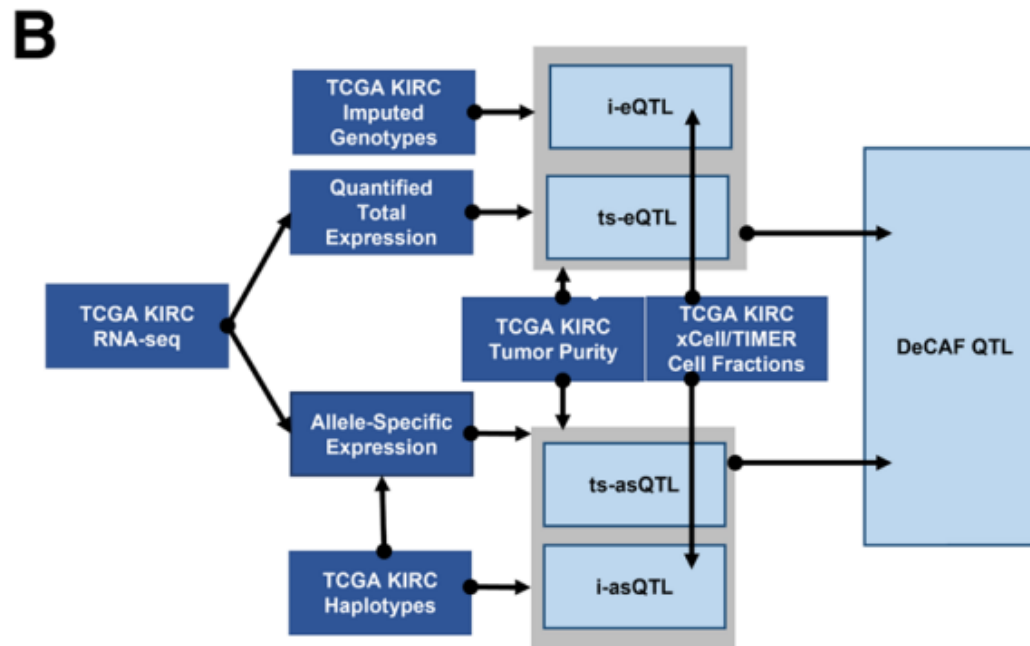 B
TCGA KIRC
Imputed
Genotypes
i-eQTL
Quantified
Total
Expression
ts-eQTL
TCGA KIRC
RNA-seq
TCGA KIRC
Tumor Purity
TCGA KIRC
xCell/TIMER
Cell Fractions
DeCAF QTL
Allele-Specific
Expression
ts-asQTL
TCGA KIRC
Haplotypes
i-asQTL